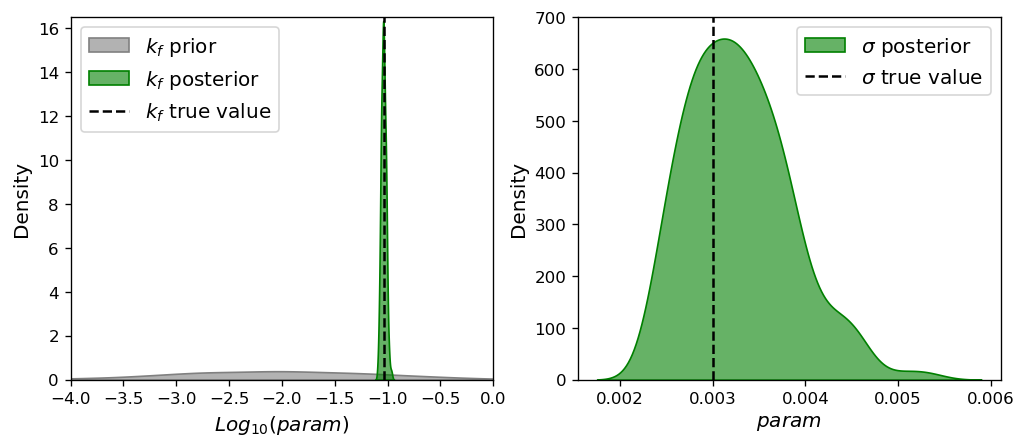 16
14
12
10
8
6
4
2
0
Density
k_f prior
k_f posterior
k_f true value
−4.0 −3.5 −3.0 −2.5 −2.0 −1.5 −1.0 −0.5 0.0
Log₁₀(param)
700
600
500
400
300
200
100
0
Density
σ posterior
σ true value
0.002 0.003 0.004 0.005 0.006
param